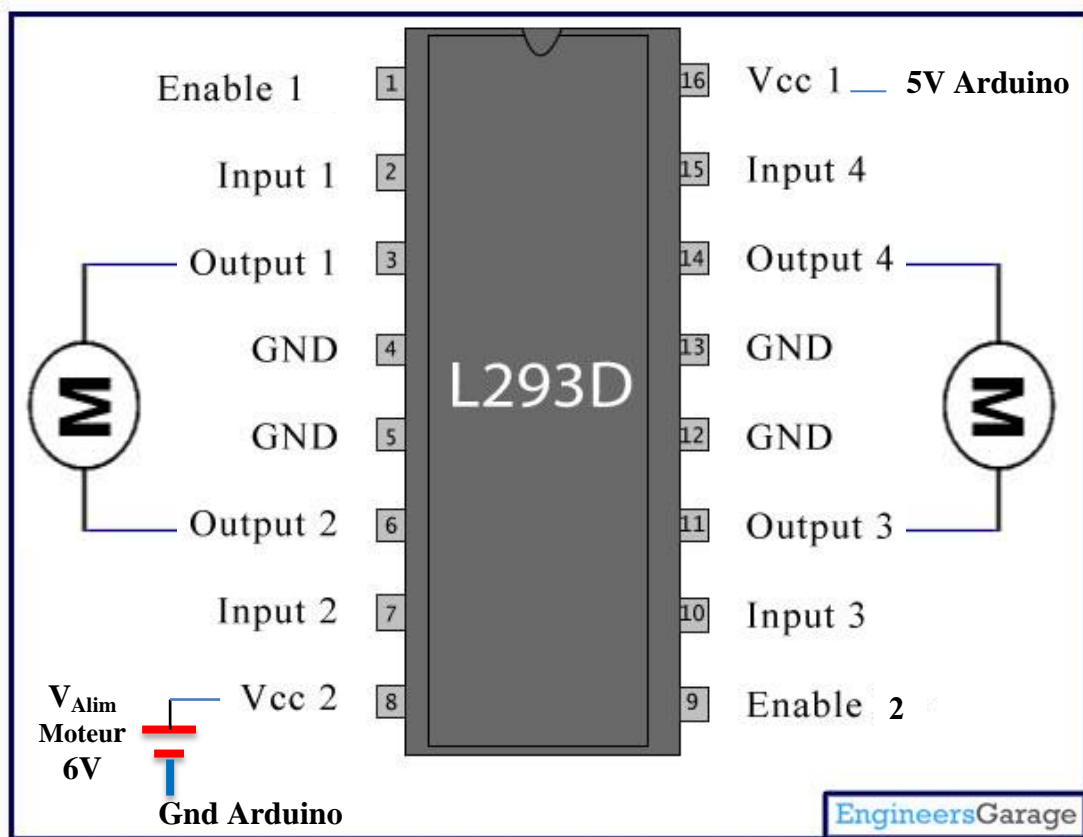 Enable 1
1
Input 1
2
Output 1
3
GND
4
GND
5
Output 2
6
Input 2
7
Vcc 2
8
VAlim
Moteur
6V
Gnd Arduino
M
L293D
16
Vcc 1
5V Arduino
15
Input 4
14
Output 4
13
GND
12
GND
11
Output 3
10
Input 3
9
Enable 2
M
EngineersGarage